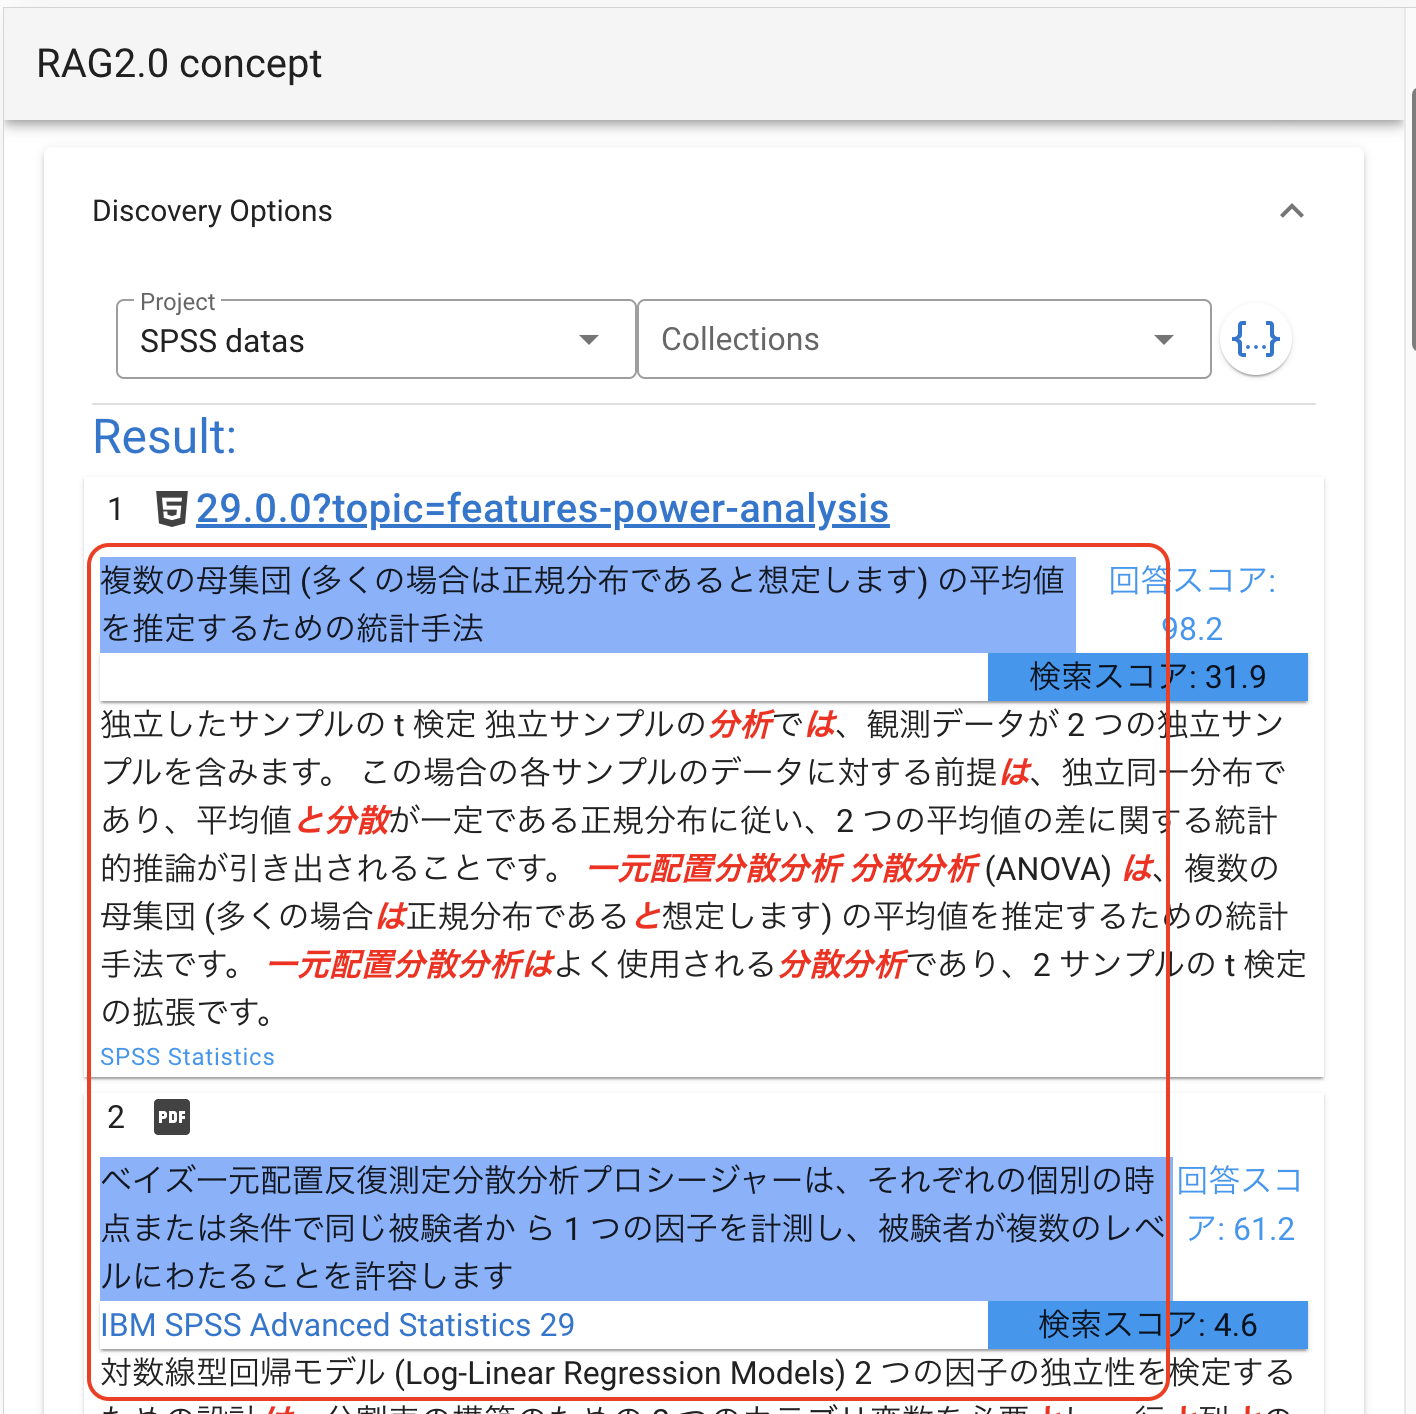 RAG2.0 concept
Discovery Options
Project
SPSS datas
Collections
{...}
Result:
1 29.0.0?topic=features-power-analysis
複数の母集団 (多くの場合は正規分布であると想定します) の平均値
を推定するための統計手法
回答スコア:
98.2
検索スコア: 31.9
独立したサンプルの t 検定 独立サンプルの分析では、観測データが 2 つの独立サン
プルを含みます。 この場合の各サンプルのデータに対する前提は、独立同一分布で
あり、平均値と分散が一定である正規分布に従い、2 つの平均値の差に関する統計
的推論が引き出されることです。 一元配置分散分析 分散分析 (ANOVA) は、複数の
母集団 (多くの場合は正規分布であると想定します) の平均値を推定するための統計
手法です。 一元配置分散分析はよく使用される分散分析であり、2 サンプルの t 検定
の拡張です。
SPSS Statistics
2 PDF
ベイズ一元配置反復測定分散分析プロシージャーは、それぞれの個別の時
点または条件で同じ被験者か ら 1 つの因子を計測し、被験者が複数のレベ
ルにわたることを許容します
回答スコ
ア: 61.2
IBM SPSS Advanced Statistics 29
検索スコア: 4.6
対数線型回帰モデル (Log-Linear Regression Models) 2 つの因子の独立性を検定する